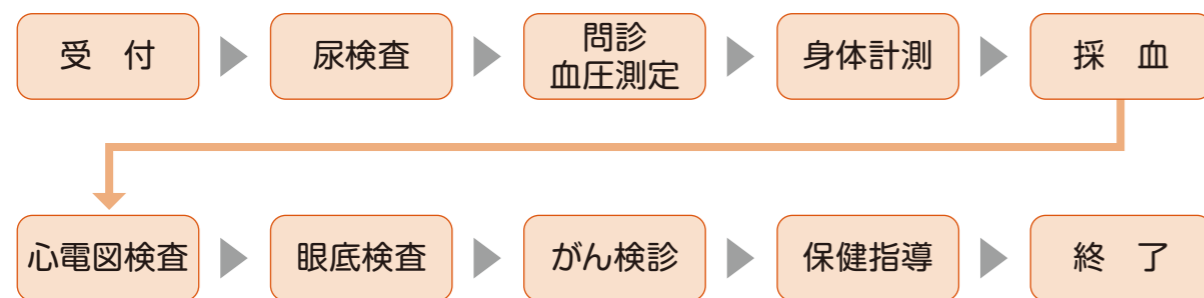 受　付
尿検査
問診
血圧測定
身体計測
採　血
心電図検査
眼底検査
がん検診
保健指導
終　了